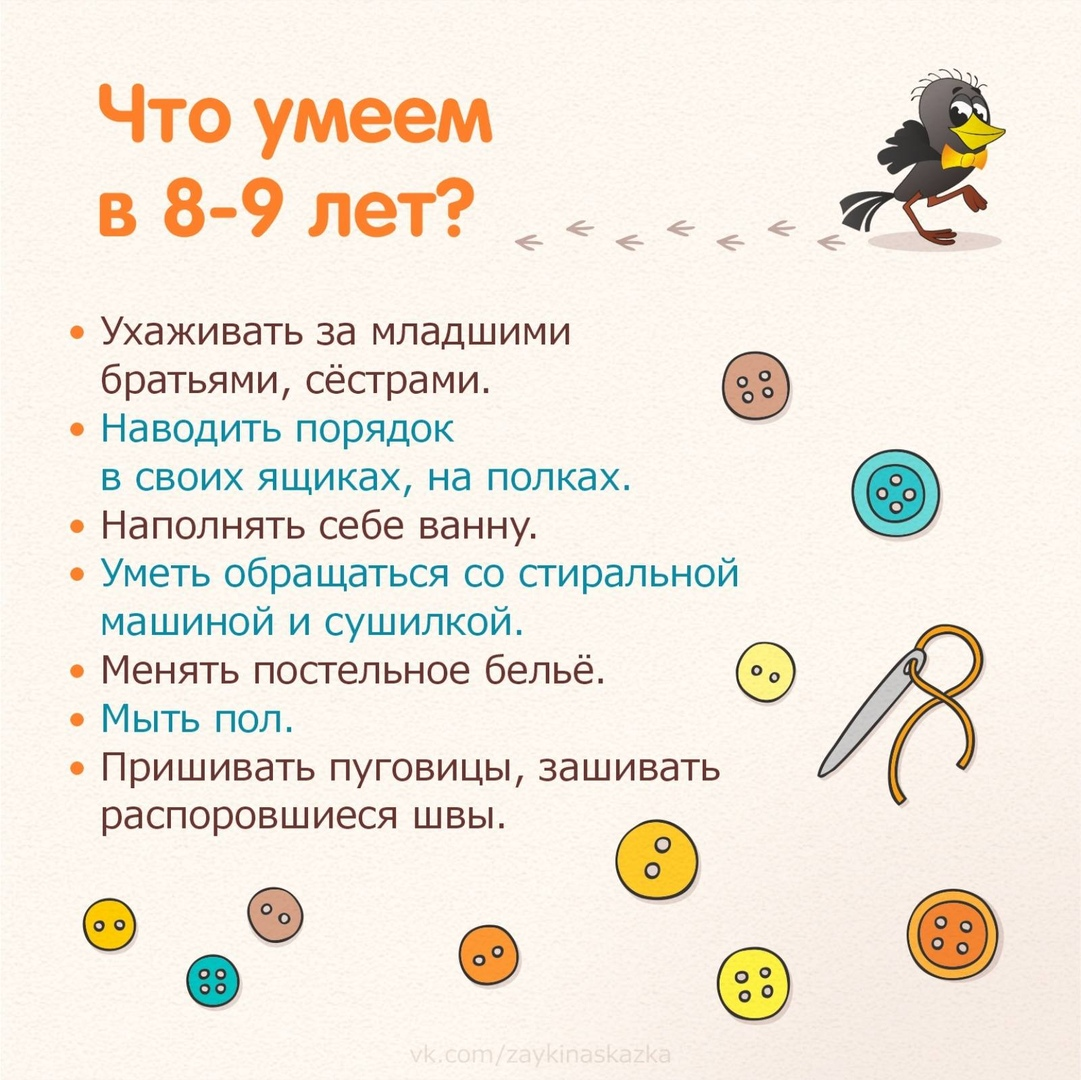 Что умеем
в 8-9 лет?
• Ухаживать за младшими
братьями, сёстрами.
• Наводить порядок
в своих ящиках, на полках.
• Наполнять себе ванну.
• Уметь обращаться со стиральной
машиной и сушилкой.
• Менять постельное бельё.
• Мыть пол.
• Пришивать пуговицы, зашивать
распоровшиеся швы.
vk.com/zaykinaskazka